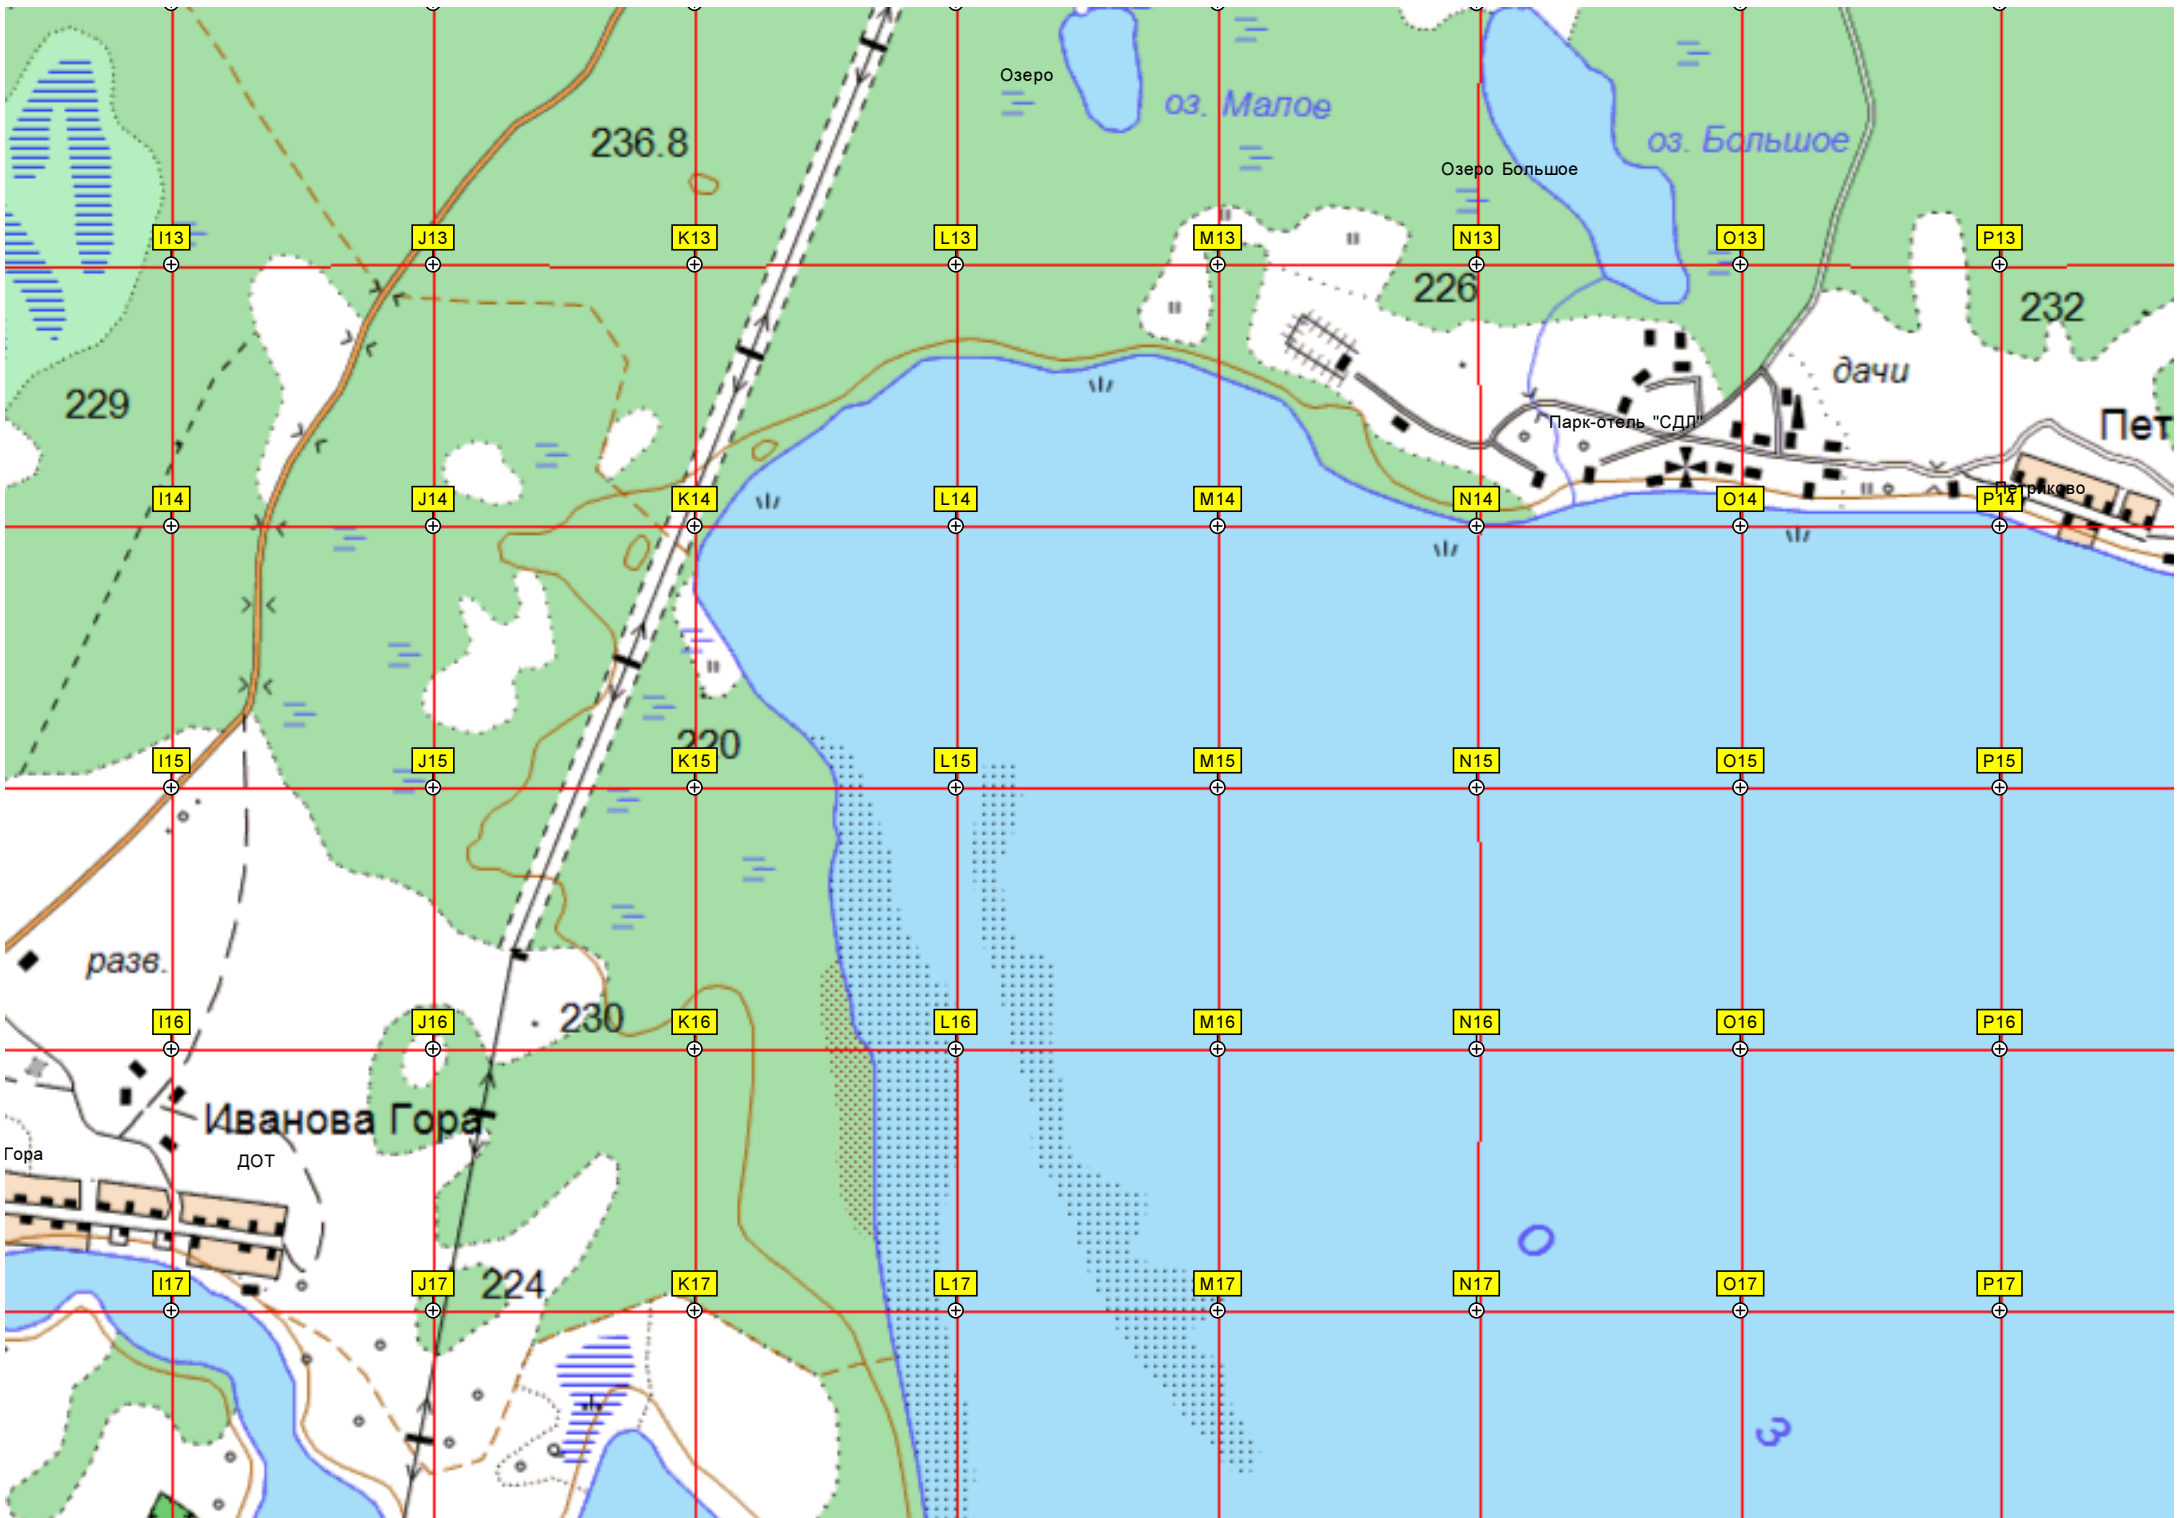 Озеро
оз. Малое
236.8
оз. Большое
Озеро Большое
I13 J13 K13 L13 M13 N13 O13 P13
226
232
дачи
229
Парк-отель "СДЛ"
Пет
Петриково
I14 J14 K14 L14 M14 N14 O14 P14
220
I15 J15 K15 L15 M15 N15 O15 P15
разв.
230
I16 J16 K16 L16 M16 N16 O16 P16
Иванова Гора
Гора
ДОТ
О
224
I17 J17 K17 L17 M17 N17 O17 P17
З